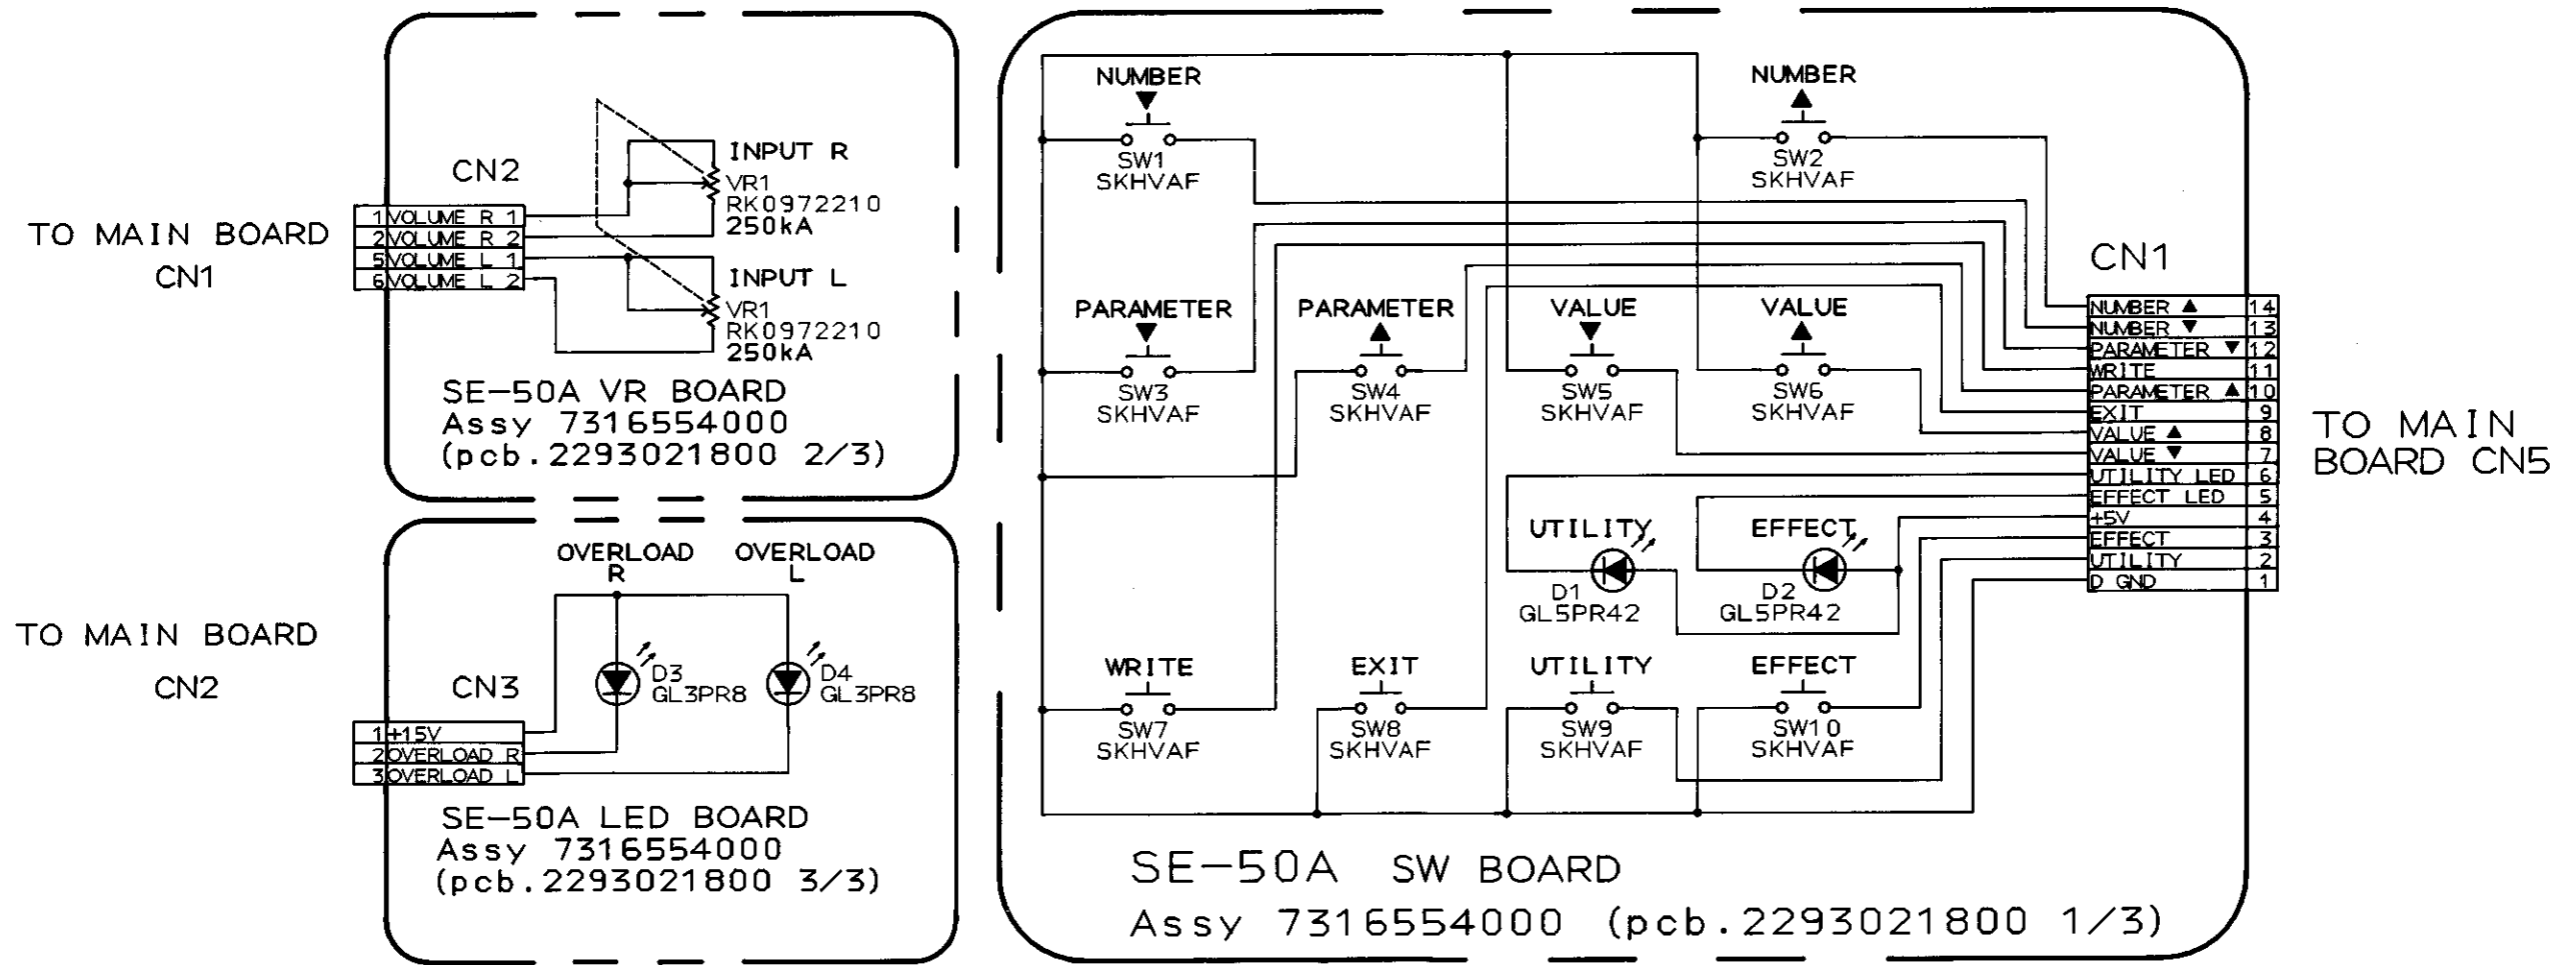 CN2
TO MAIN BOARD
CN1
1 VOLUME R 1
2 VOLUME R 2
5 VOLUME L 1
6 VOLUME L 2
INPUT R
VR1
RK0972210
250kA
INPUT L
VR1
RK0972210
250kA
SE-50A VR BOARD
Assy 7316554000
(pcb.2293021800 2/3)
OVERLOAD R
OVERLOAD L
TO MAIN BOARD
CN2
CN3
D3
GL3PR8
D4
GL3PR8
1 +15V
2 OVERLOAD R
3 OVERLOAD L
SE-50A LED BOARD
Assy 7316554000
(pcb.2293021800 3/3)
NUMBER ▼
SW1
SKHVAF
NUMBER ▲
SW2
SKHVAF
PARAMETER ▼
SW3
SKHVAF
PARAMETER ▲
SW4
SKHVAF
VALUE ▼
SW5
SKHVAF
VALUE ▲
SW6
SKHVAF
UTILITY
D1
GL5PR42
EFFECT
D2
GL5PR42
WRITE
SW7
SKHVAF
EXIT
SW8
SKHVAF
UTILITY
SW9
SKHVAF
EFFECT
SW10
SKHVAF
CN1
NUMBER ▲ 14
NUMBER ▼ 13
PARAMETER ▼ 12
WRITE 11
PARAMETER ▲ 10
EXIT 9
VALUE ▲ 8
VALUE ▼ 7
UTILITY LED 6
EFFECT LED 5
+5V 4
EFFECT 3
UTILITY 2
D GND 1
TO MAIN
BOARD CN5
SE-50A SW BOARD
Assy 7316554000 (pcb.2293021800 1/3)